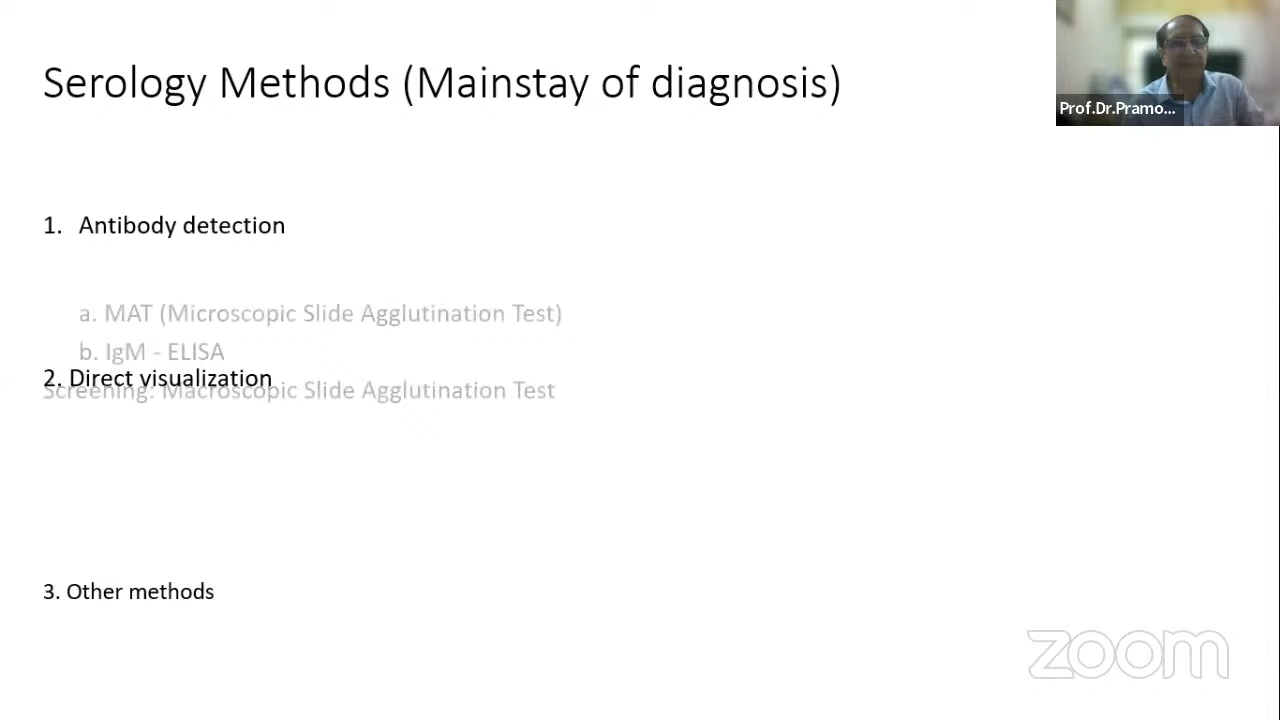 Serology Methods (Mainstay of diagnosis)
Prof.Dr.Pramo...
1. Antibody detection
a. MAT (Microscopic Slide Agglutination Test)
b. IgM - ELISA
2. Direct visualization
Screening: Macroscopic Slide Agglutination Test
3. Other methods
zoom